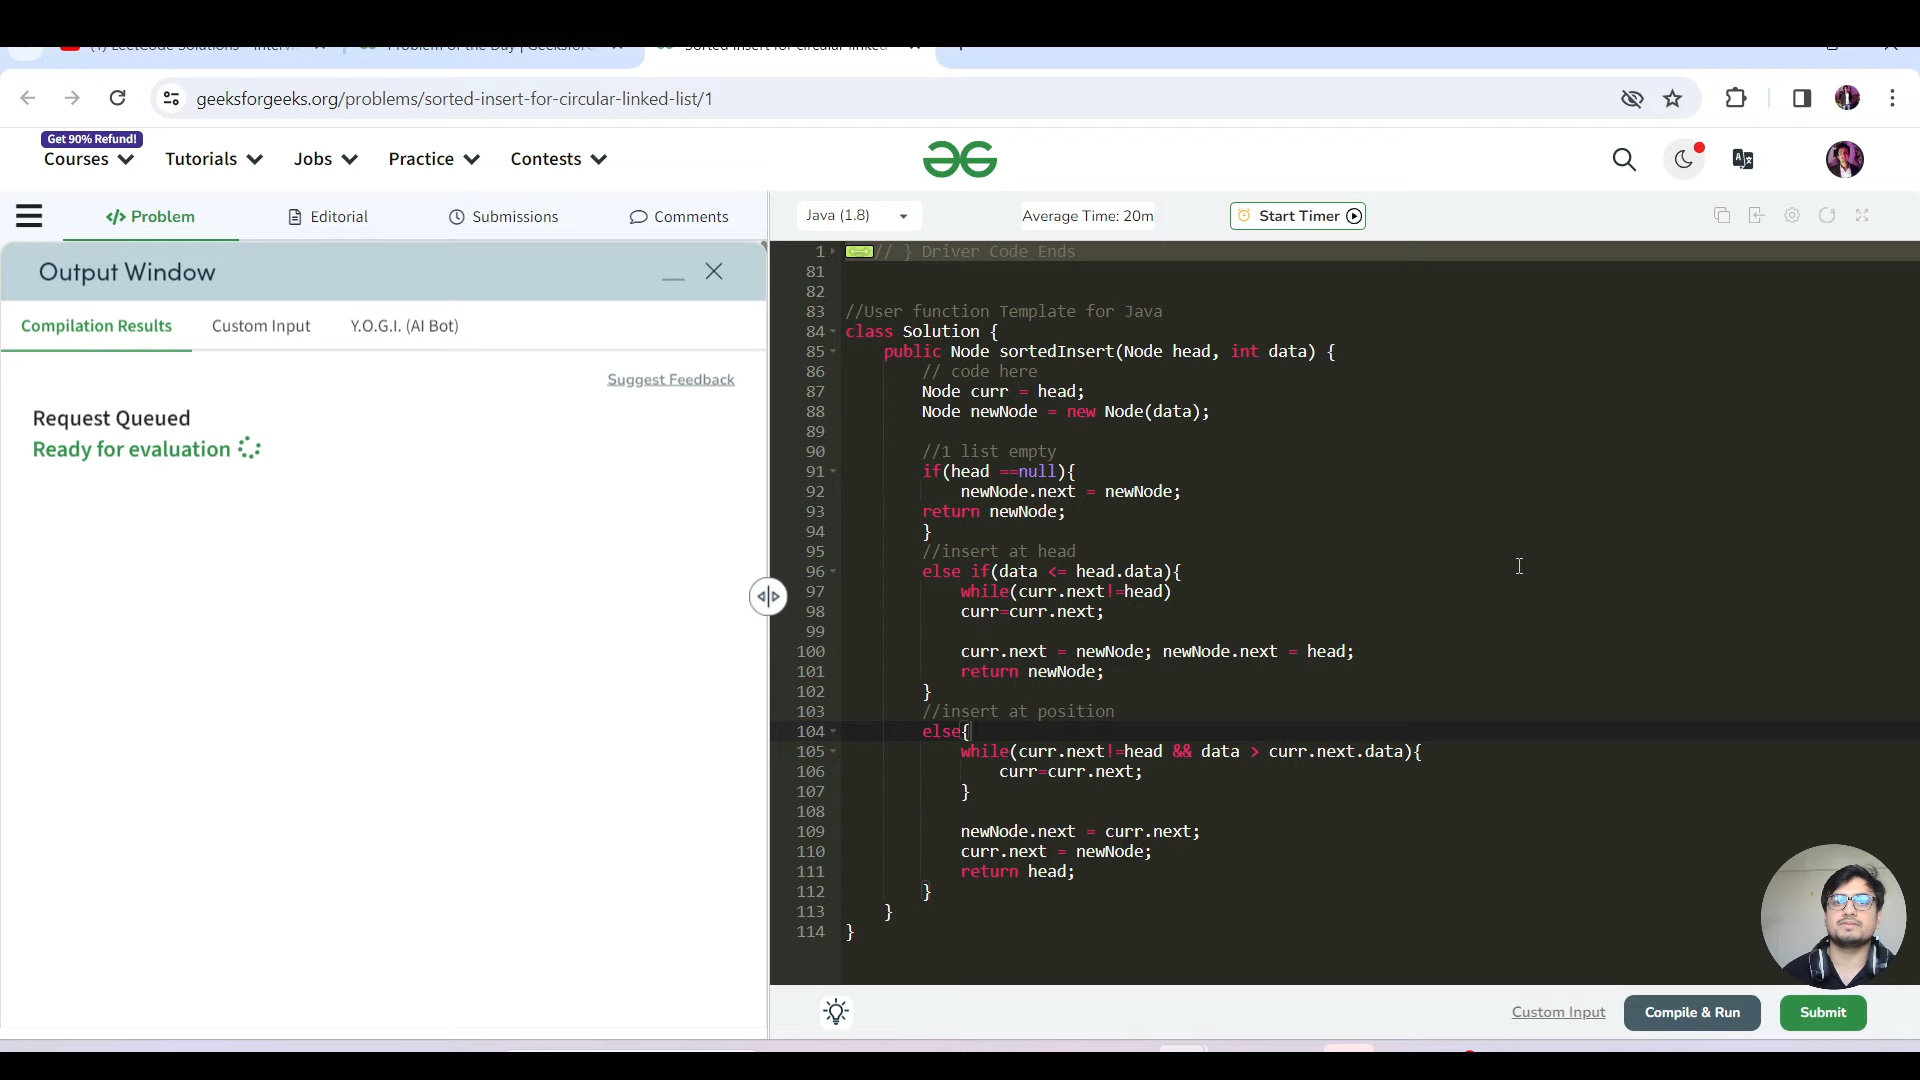 geeksforgeeks.org/problems/sorted-insert-for-circular-linked-list/1
Get 90% Refund!
Courses Tutorials Jobs Practice Contests
</> Problem Editorial Submissions Comments
Java (1.8) Average Time: 20m Start Timer
Output Window
Compilation Results Custom Input Y.O.G.I. (AI Bot)
Suggest Feedback
Request Queued
Ready for evaluation
1 // } Driver Code Ends
81
82
83 //User function Template for Java
84 class Solution {
85 public Node sortedInsert(Node head, int data) {
86 // code here
87 Node curr = head;
88 Node newNode = new Node(data);
89
90 //1 list empty
91 if(head ==null){
92 newNode.next = newNode;
93 return newNode;
94 }
95 //insert at head
96 else if(data <= head.data){
97 while(curr.next!=head)
98 curr=curr.next;
99
100 curr.next = newNode; newNode.next = head;
101 return newNode;
102 }
103 //insert at position
104 else{
105 while(curr.next!=head && data > curr.next.data){
106 curr=curr.next;
107 }
108
109 newNode.next = curr.next;
110 curr.next = newNode;
111 return head;
112 }
113 }
114 }
Custom Input Compile & Run Submit